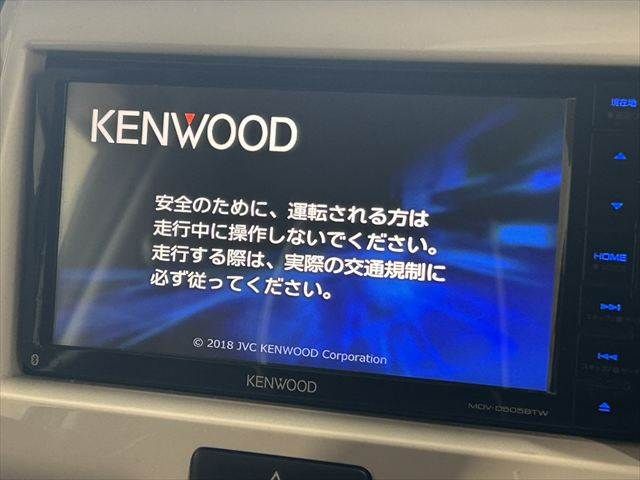 KENWOOD
安全のために、運転される方は
走行中に操作しないでください。
走行する際は、実際の交通規制に
必ず従ってください。
© 2018 JVC KENWOOD Corporation
KENWOOD
MDV-D505BTW
現在地
HOME